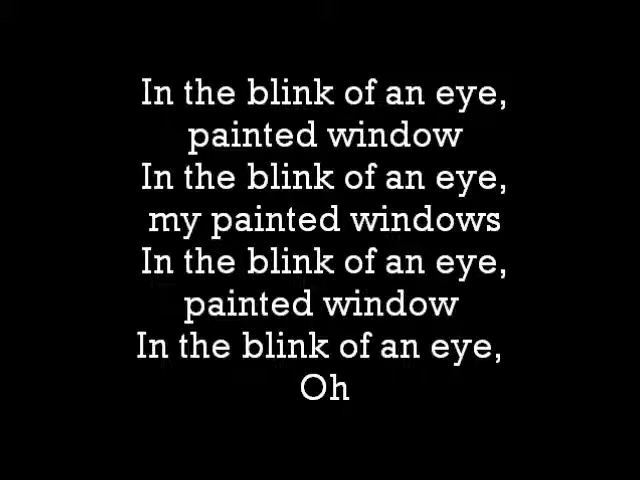 In the blink of an eye,
painted window
In the blink of an eye,
my painted windows
In the blink of an eye,
painted window
In the blink of an eye,
Oh